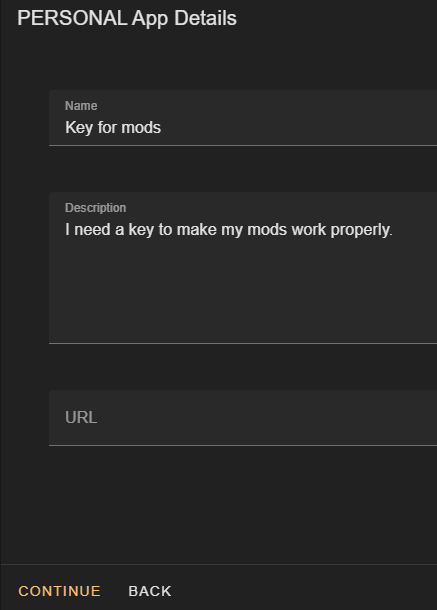 PERSONAL App Details
Name
Key for mods
Description
I need a key to make my mods work properly.
URL
CONTINUE BACK